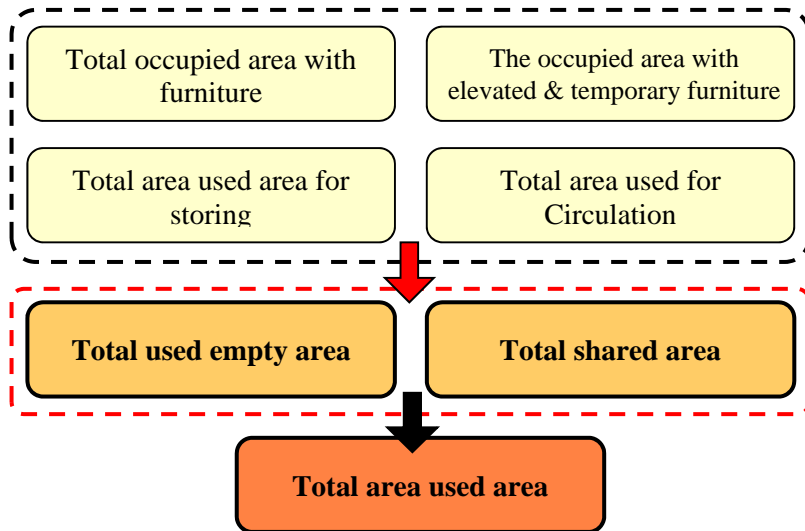 Total occupied area with
furniture
The occupied area with
elevated & temporary furniture
Total area used area for
storing
Total area used for
Circulation
Total used empty area
Total shared area
Total area used area